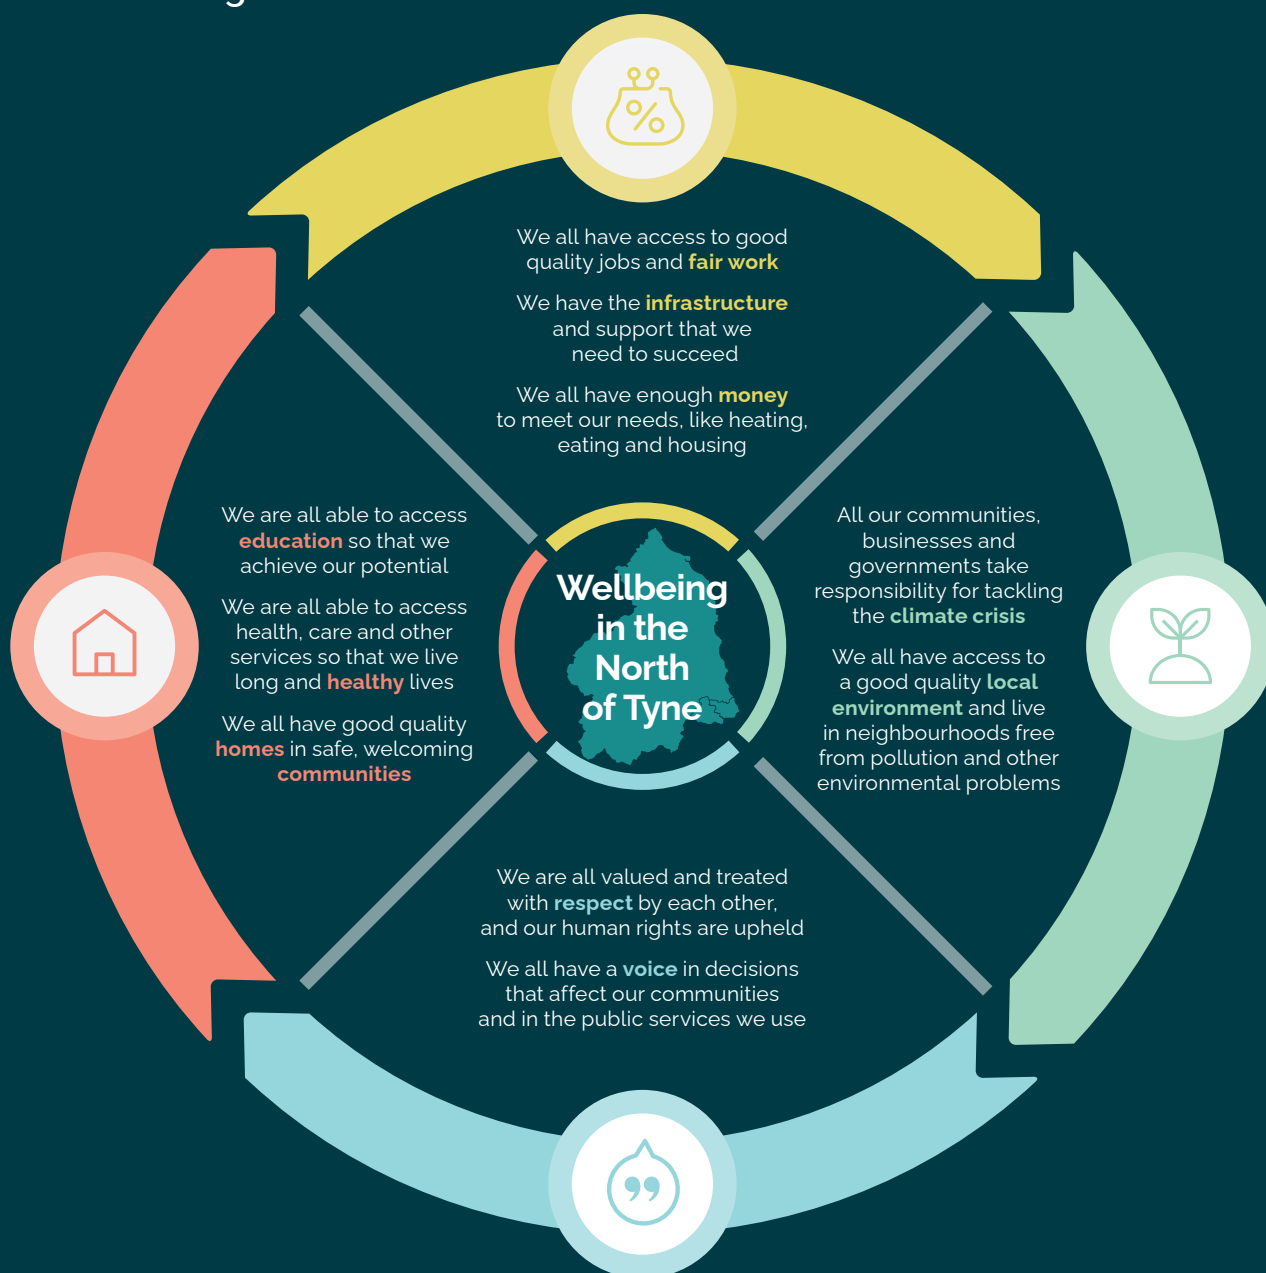 We all have access to good
quality jobs and fair work
We have the infrastructure
and support that we
need to succeed
We all have enough money
to meet our needs, like heating,
eating and housing
We are all able to access
education so that we
achieve our potential
We are all able to access
health, care and other
services so that we live
long and healthy lives
We all have good quality
homes in safe, welcoming
communities
Wellbeing
in the
North
of Tyne
All our communities,
businesses and
governments take
responsibility for tackling
the climate crisis
We all have access to
a good quality local
environment and live
in neighbourhoods free
from pollution and other
environmental problems
We are all valued and treated
with respect by each other,
and our human rights are upheld
We all have a voice in decisions
that affect our communities
and in the public services we use